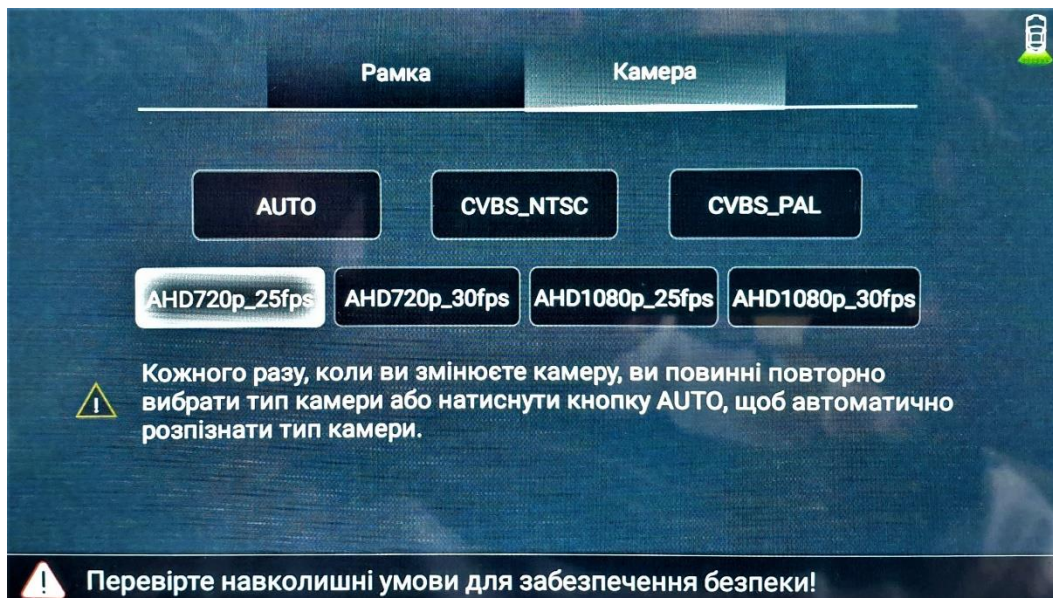 Рамка
Камера
AUTO
CVBS_NTSC
CVBS_PAL
AHD720p_25fps
AHD720p_30fps
AHD1080p_25fps
AHD1080p_30fps
Кожного разу, коли ви змінюєте камеру, ви повинні повторно
вибрати тип камери або натиснути кнопку AUTO, щоб автоматично
розпізнати тип камери.
Перевірте навколишні умови для забезпечення безпеки!